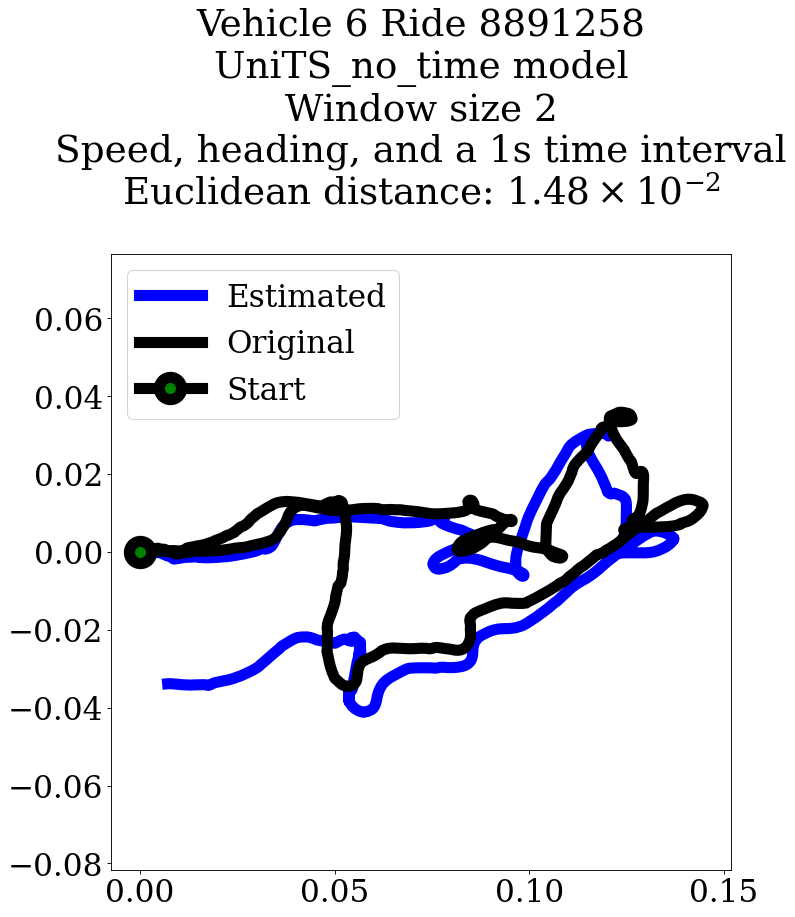 Vehicle 6 Ride 8891258
UniTS_no_time model
Window size 2
Speed, heading, and a 1s time interval
Euclidean distance: 1.48 × 10⁻²
Estimated
Original
Start
0.06
0.04
0.02
0.00
−0.02
−0.04
−0.06
−0.08
0.00 0.05 0.10 0.15